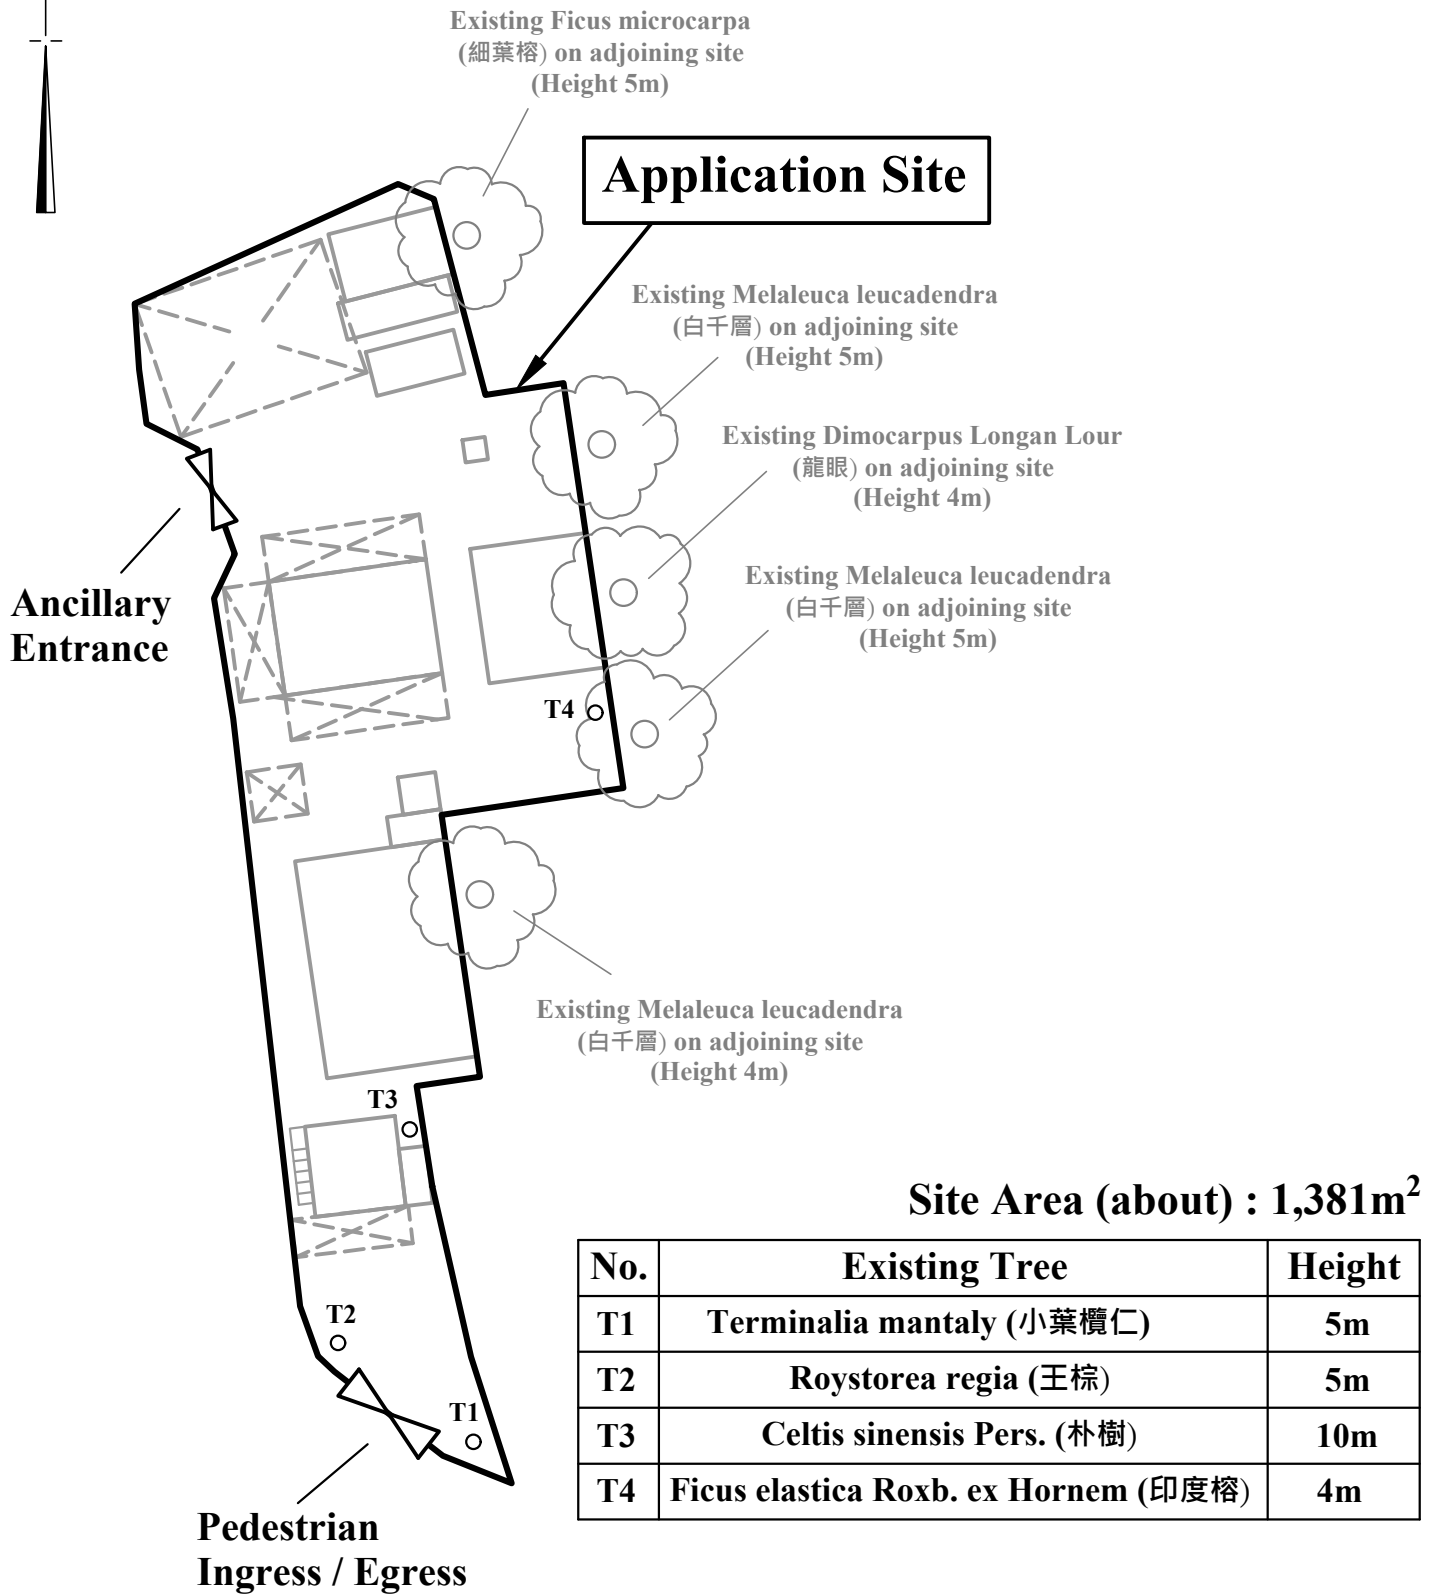 Existing Ficus microcarpa
(細葉榕) on adjoining site
(Height 5m)
Application Site
Existing Melaleuca leucadendra
(白千層) on adjoining site
(Height 5m)
Existing Dimocarpus Longan Lour
(龍眼) on adjoining site
(Height 4m)
Ancillary
Entrance
Existing Melaleuca leucadendra
(白千層) on adjoining site
(Height 5m)
T4
Existing Melaleuca leucadendra
(白千層) on adjoining site
(Height 4m)
T3
T2
T1
Pedestrian
Ingress / Egress
Site Area (about) : 1,381m²
No. Existing Tree Height
T1 Terminalia mantaly (小葉欖仁) 5m
T2 Roystorea regia (王棕) 5m
T3 Celtis sinensis Pers. (朴樹) 10m
T4 Ficus elastica Roxb. ex Hornem (印度榕) 4m